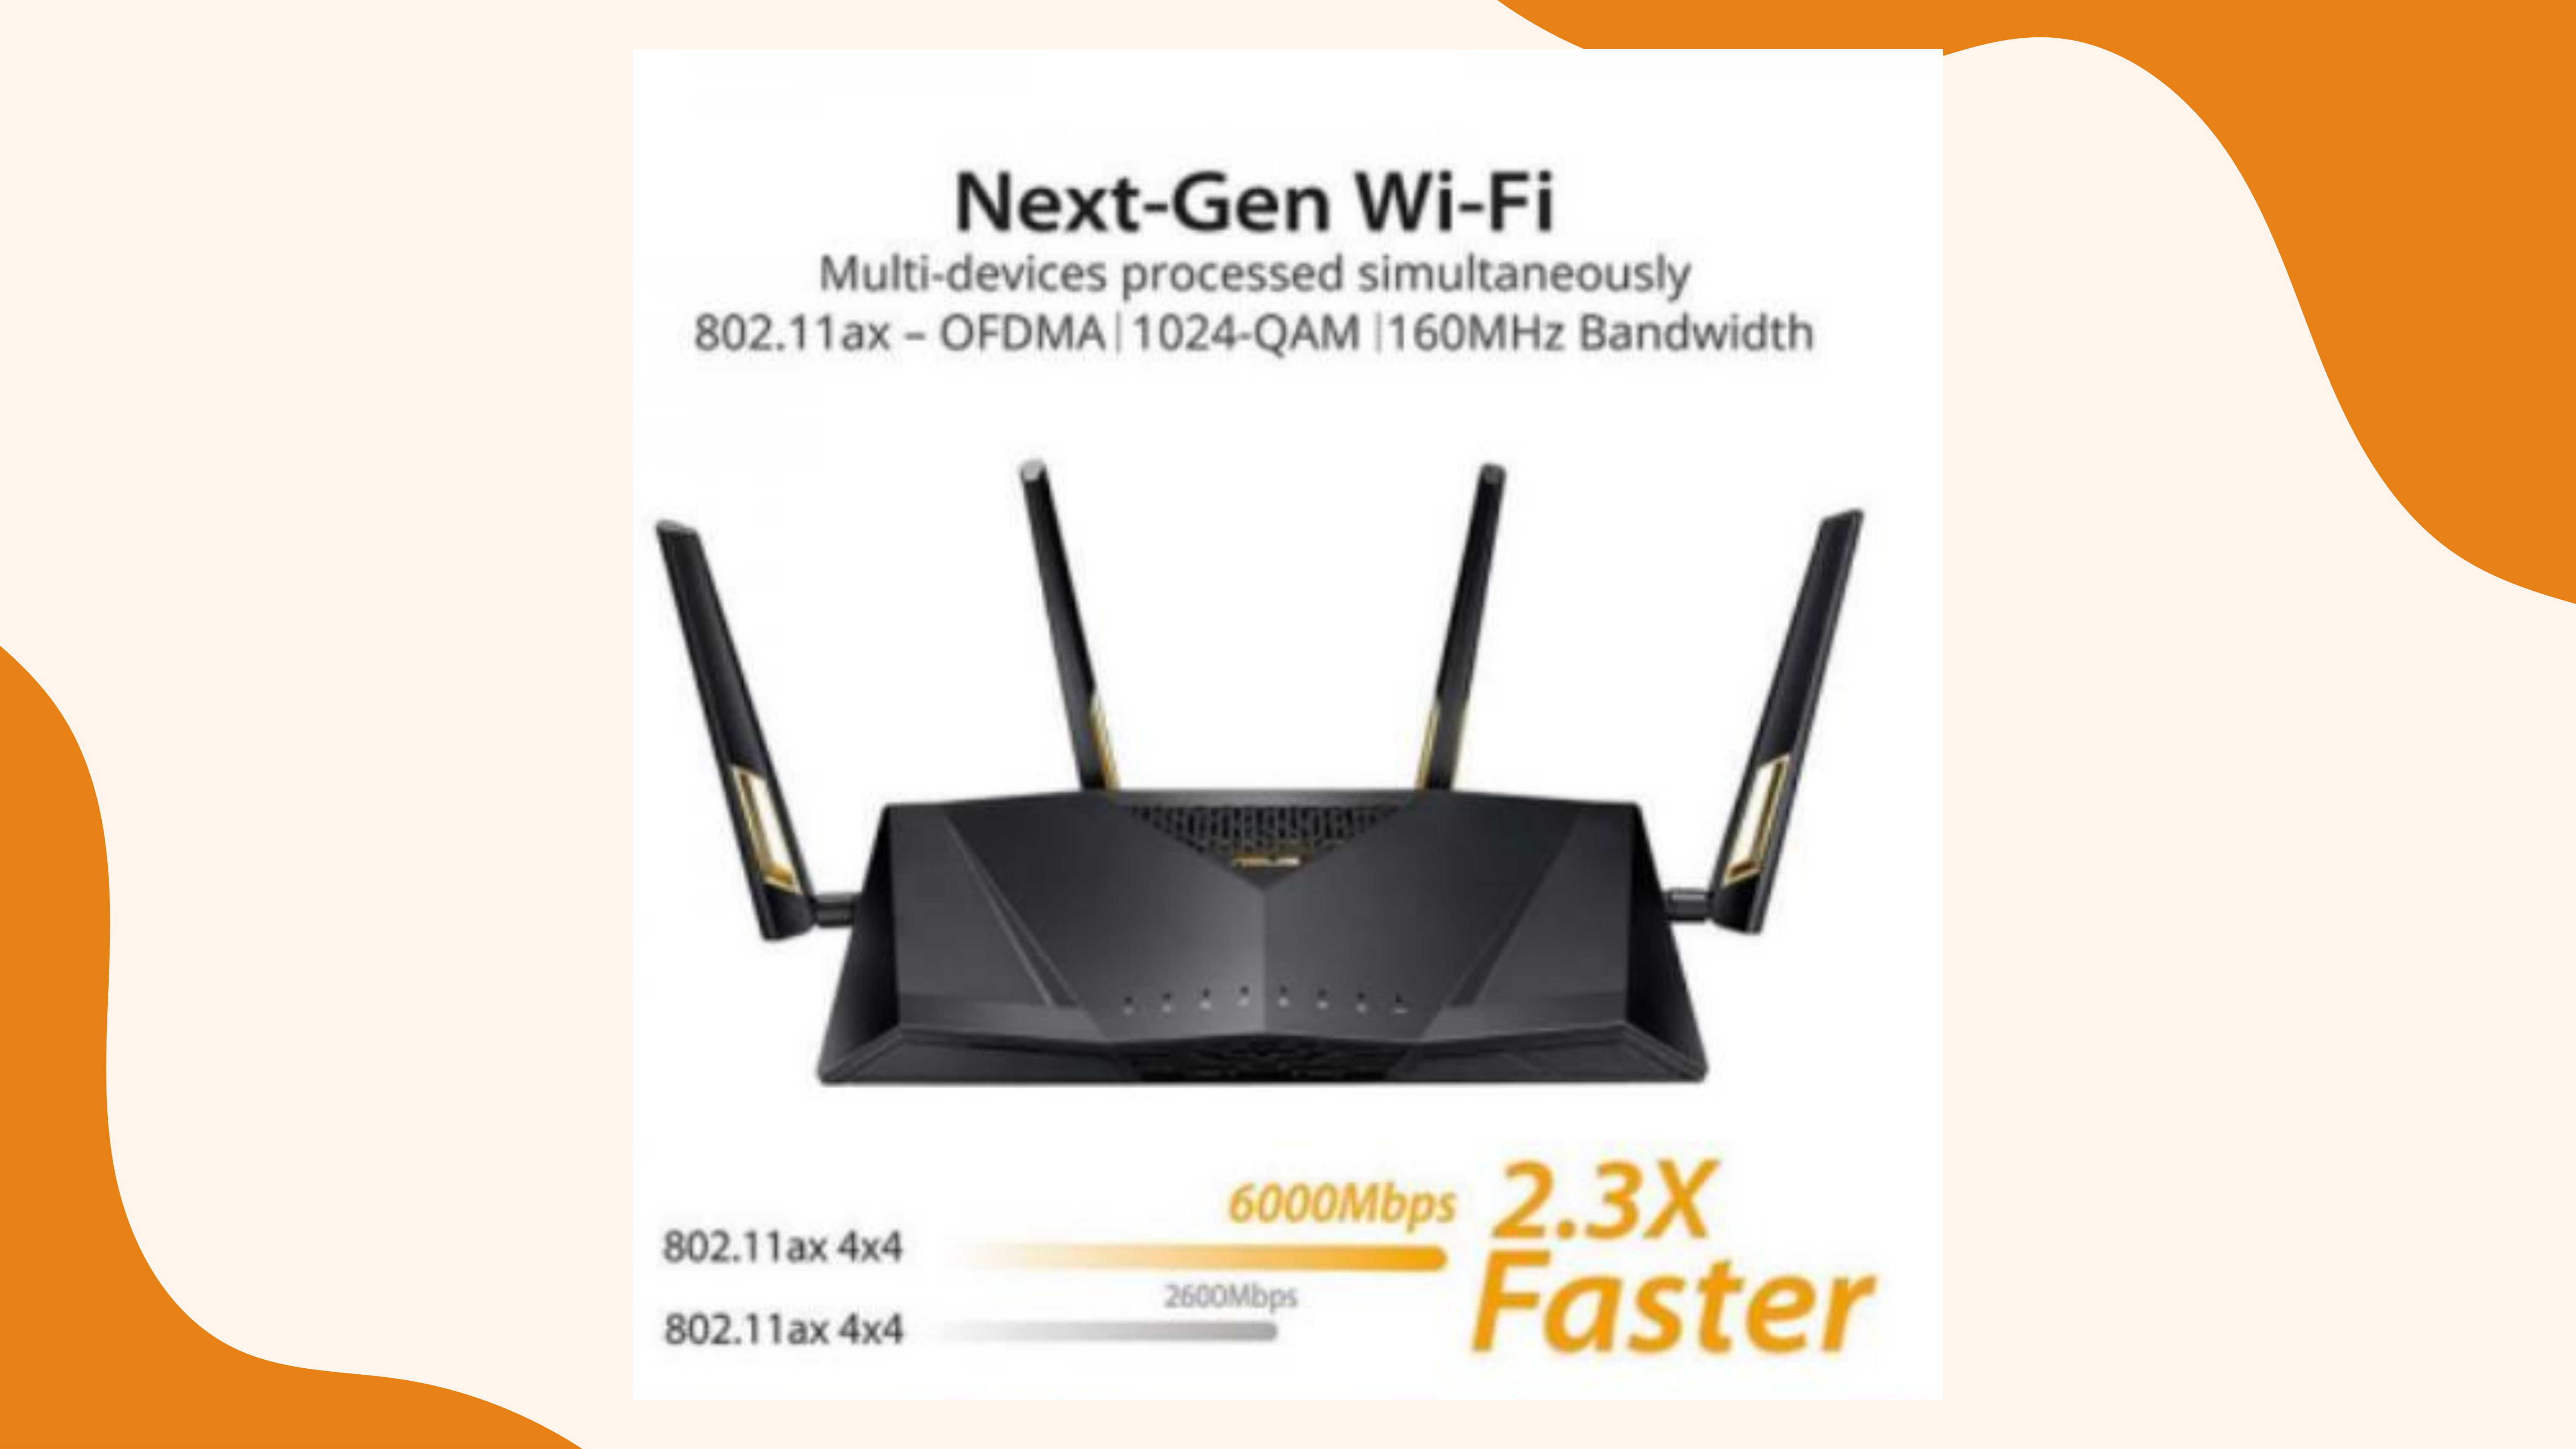 Next-Gen Wi-Fi
Multi-devices processed simultaneously
802.11ax – OFDMA|1024-QAM |160MHz Bandwidth
6000Mbps
2.3X
Faster
802.11ax 4x4
2600Mbps
802.11ax 4x4